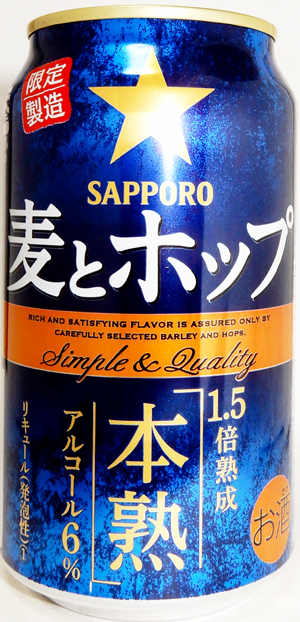 限定
製造
SAPPORO
麦とホップ
RICH AND SATISFYING FLAVOR IS ASSURED ONLY BY
CAREFULLY SELECTED BARLEY AND HOPS.
Simple & Quality
1.5倍熟成
「本熟」
アルコール6%
リキュール(発泡性)①
お酒